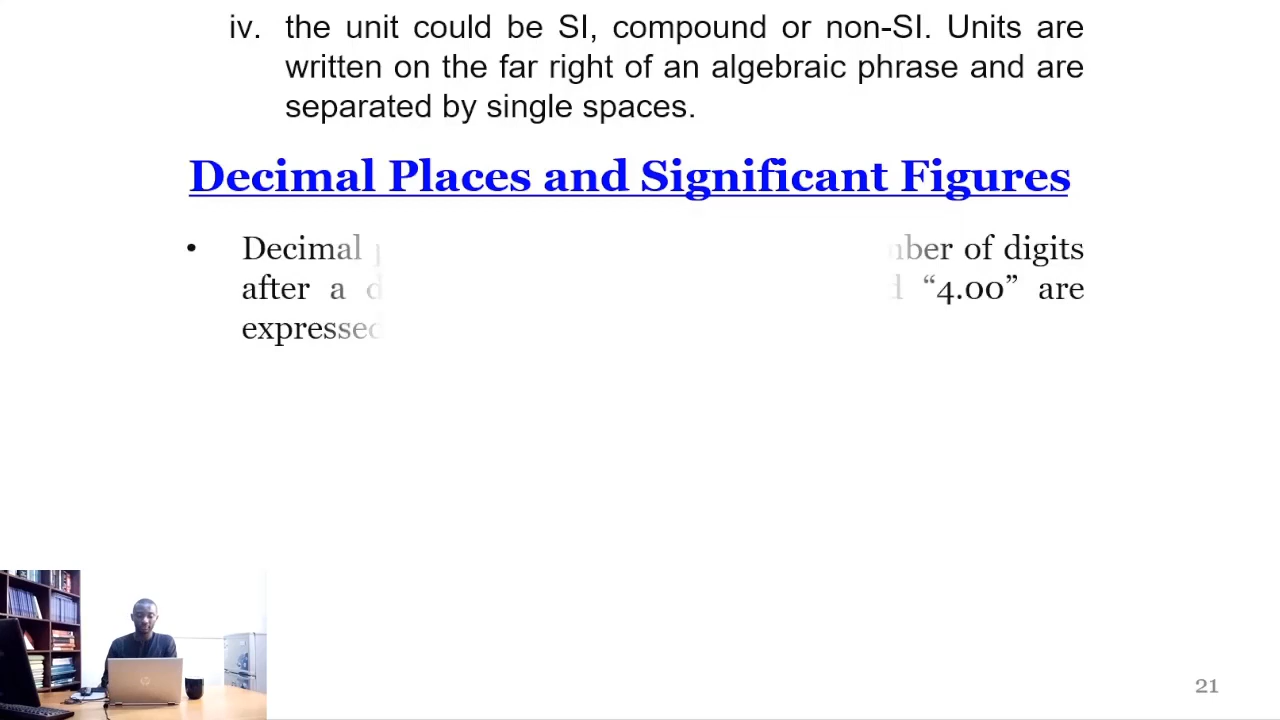 iv. the unit could be SI, compound or non-SI. Units are
written on the far right of an algebraic phrase and are
separated by single spaces.
Decimal Places and Significant Figures
• Decimal of digits
after a “4.00” are
expressed
21